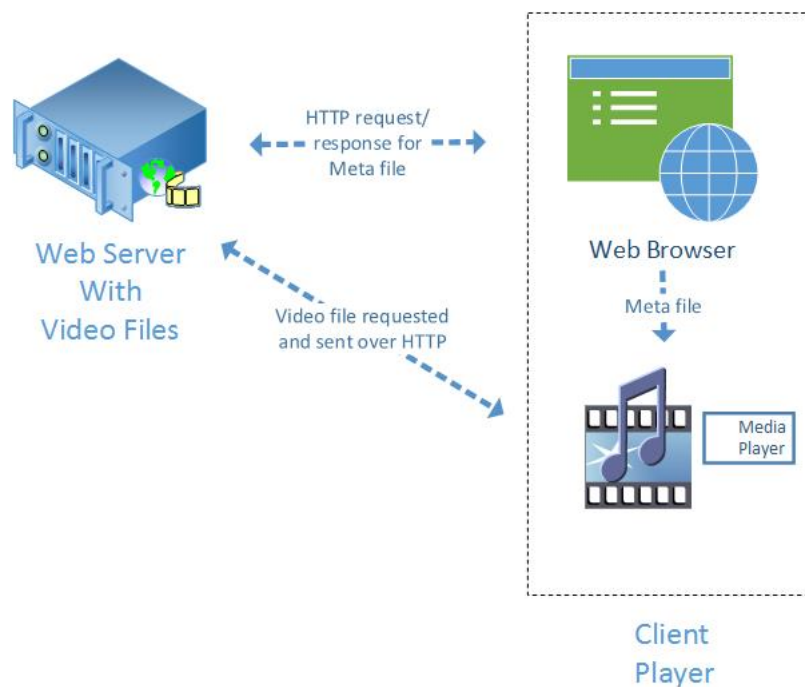 HTTP request/
response for
Meta file
Web Server
With
Video Files
Web Browser
Meta file
Video file requested
and sent over HTTP
Media
Player
Client
Player